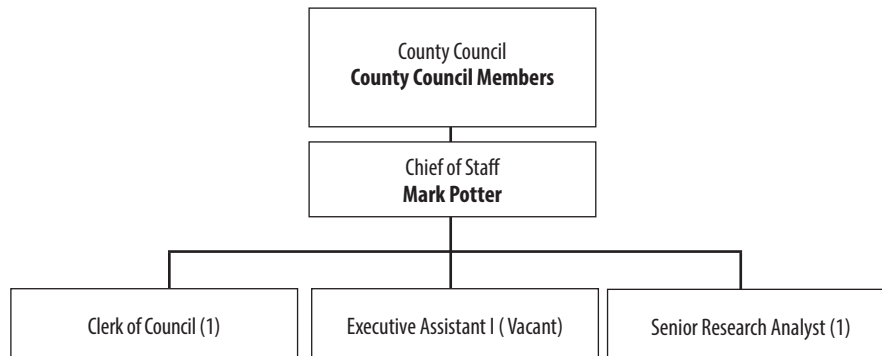 County Council
County Council Members
Chief of Staff
Mark Potter
Clerk of Council (1)
Executive Assistant I ( Vacant)
Senior Research Analyst (1)